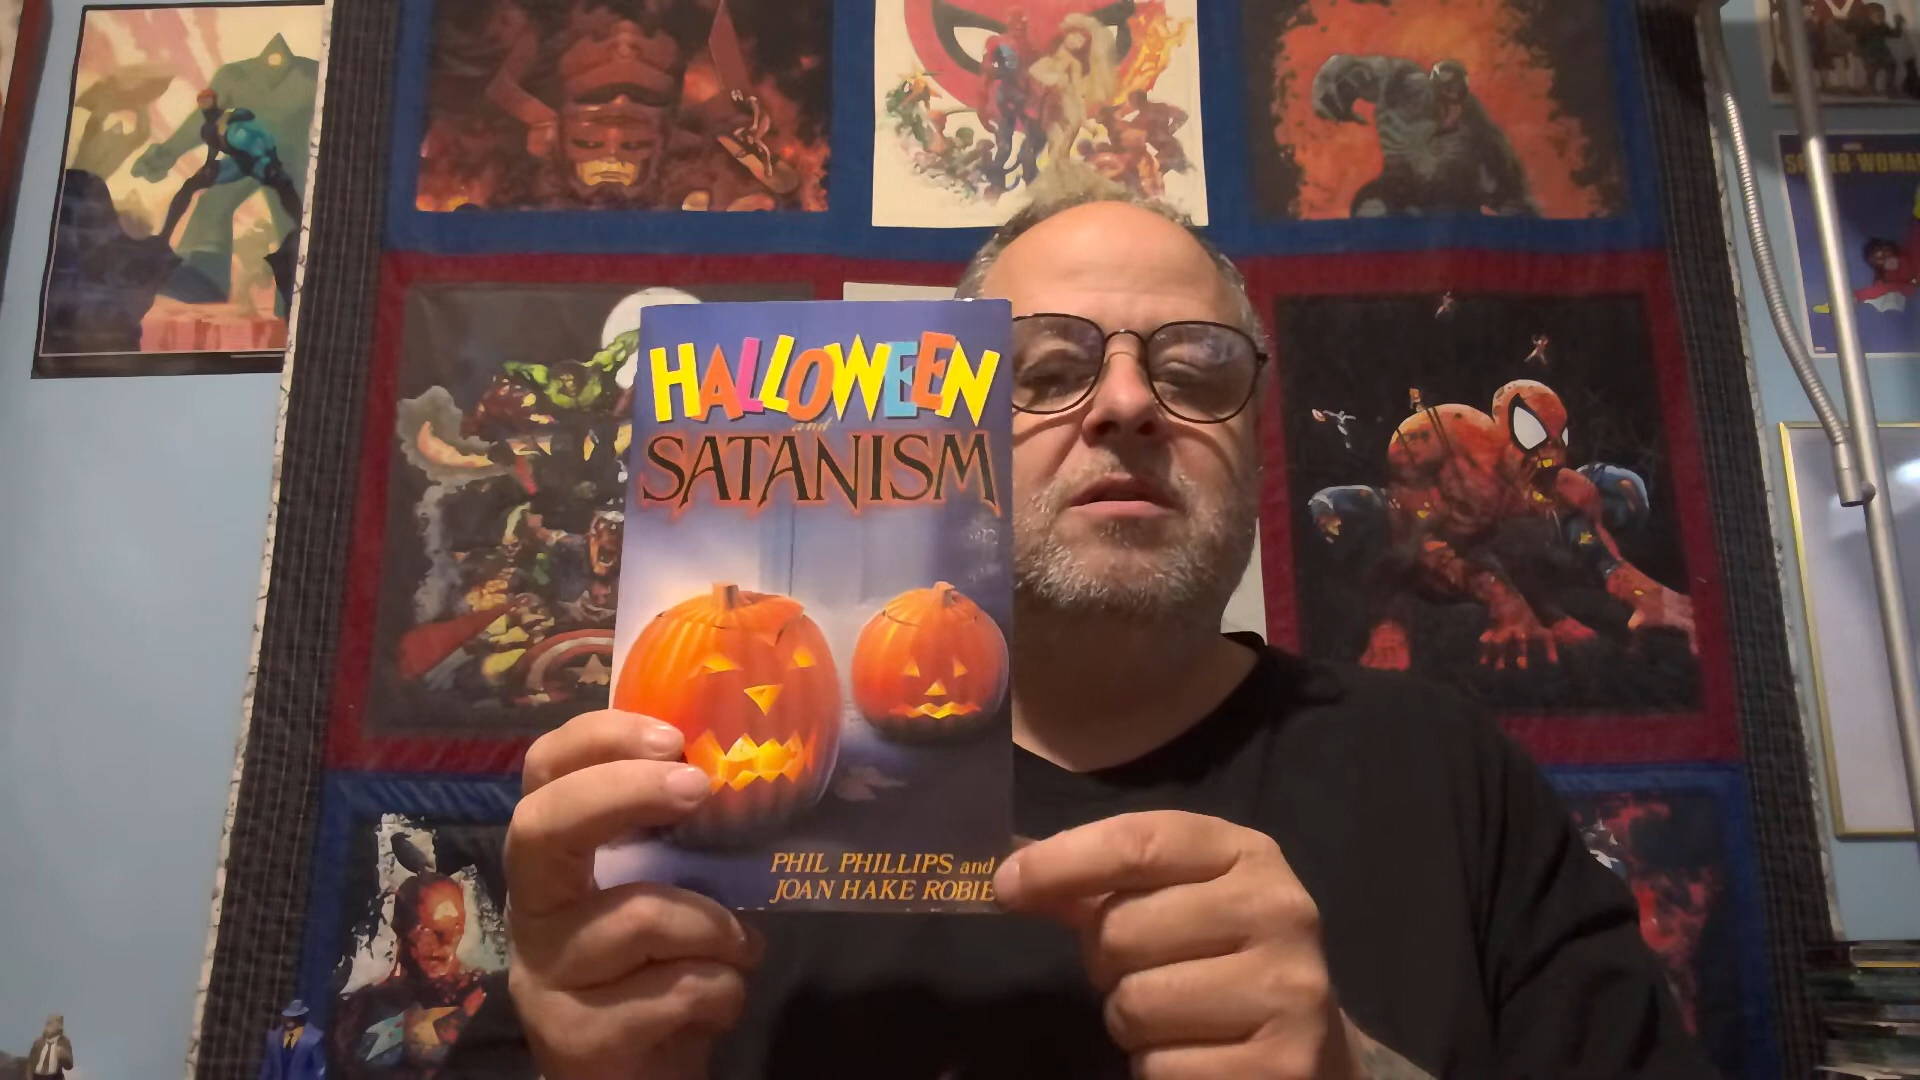 HALLOWEEN
and
SATANISM
PHIL PHILLIPS and
JOAN HAKE ROBIE